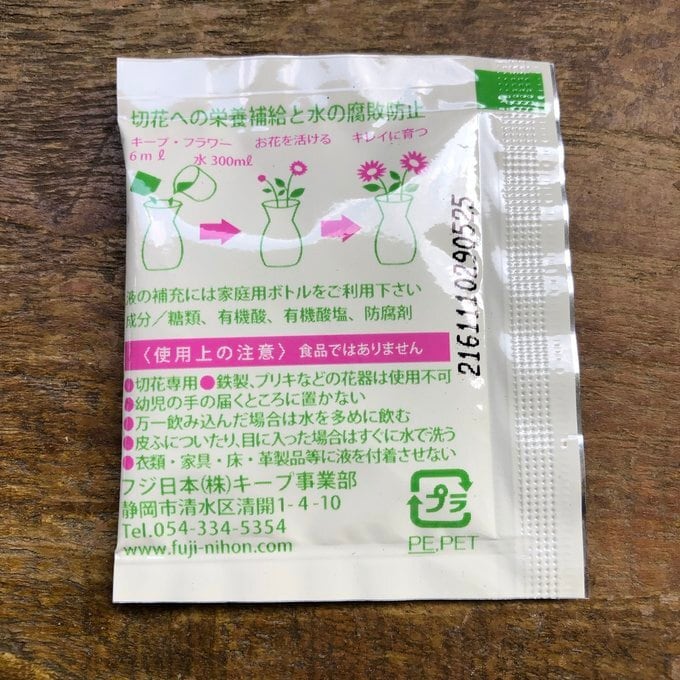 切花への栄養補給と水の腐敗防止
キープ・フラワー お花を活ける キレイに育つ
6mℓ 水300mℓ
液の補充には家庭用ボトルをご利用下さい
成分／糖類、有機酸、有機酸塩、防腐剤
〈使用上の注意〉 食品ではありません
●切花専用●鉄製、ブリキなどの花器は使用不可
●幼児の手の届くところに置かない
●万一飲み込んだ場合は水を多めに飲む
●皮ふについたり、目に入った場合はすぐに水で洗う
●衣類・家具・床・革製品等に液を付着させない
フジ日本(株)キープ事業部
静岡市清水区清開1-4-10
Tel.054-334-5354
www.fuji-nihon.com
プラ
PE,PET
216111029​0525